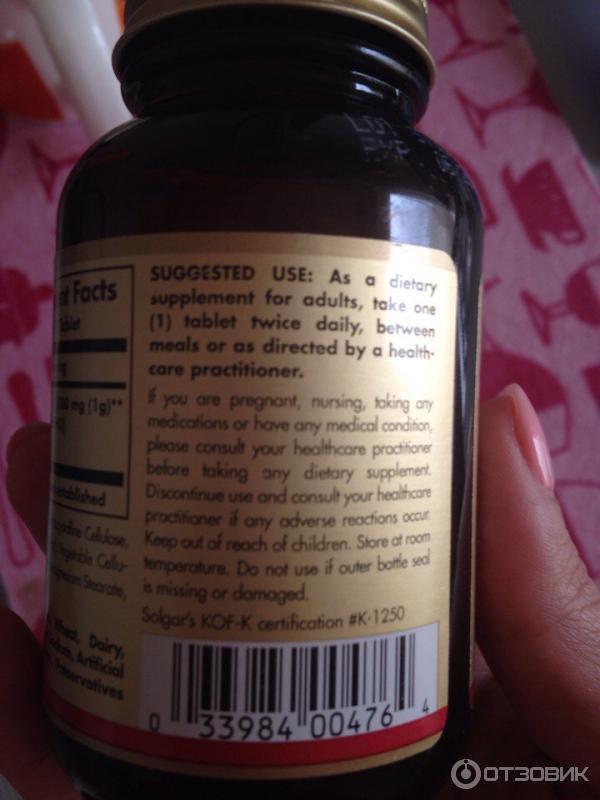 EXP
SUGGESTED USE: As a dietary
supplement for adults, take one
(1) tablet twice daily, between
meals or as directed by a health-
care practitioner.
If you are pregnant, nursing, taking any
medications or have any medical condition,
please consult your healthcare practitioner
before taking any dietary supplement.
Discontinue use and consult your healthcare
practitioner if any adverse reactions occur.
Keep out of reach of children. Store at room
temperature. Do not use if outer bottle seal
is missing or damaged.
Solgar's KOF-K certification #K-1250
0 33984 00476 4
Facts
Tablet
mg (1g)**
established
Cellulose,
Vegetable Cellu-
Stearate,
Wheat, Dairy,
Artificial
Preservatives
ОТЗОВИК